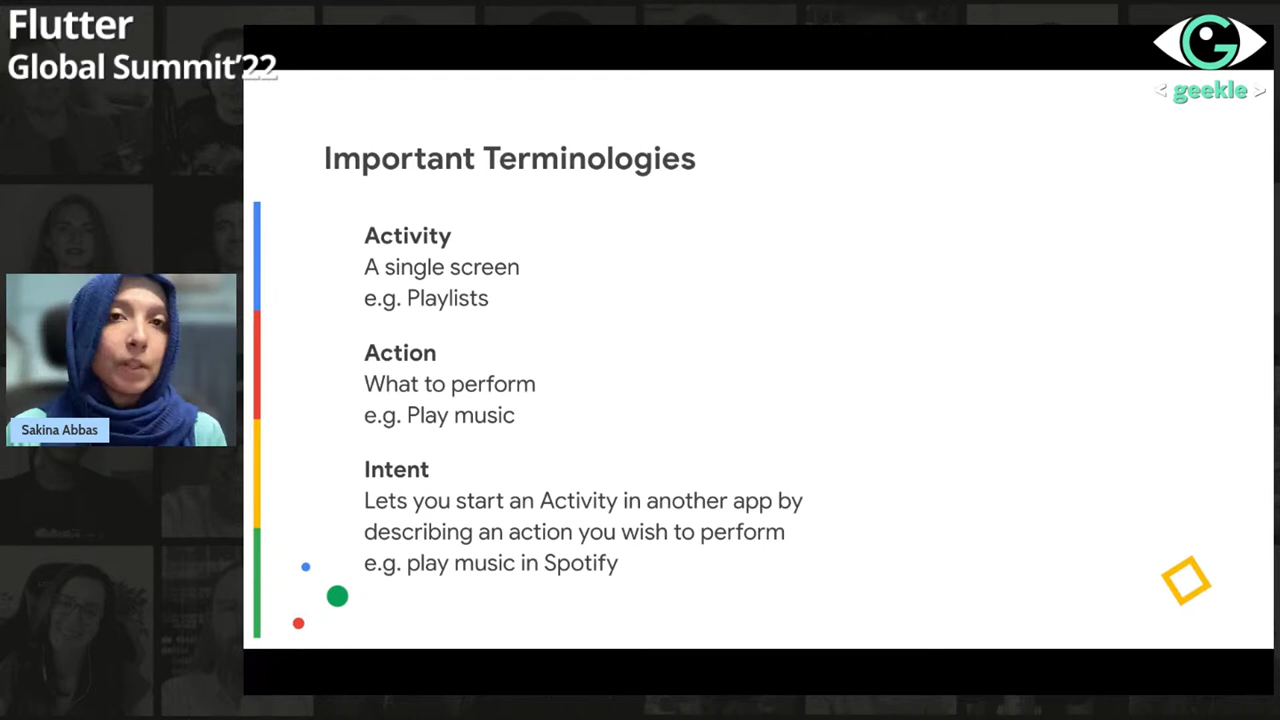 Flutter
Global Summit'22
< geekle >
Important Terminologies
Activity
A single screen
e.g. Playlists
Action
What to perform
e.g. Play music
Intent
Lets you start an Activity in another app by
describing an action you wish to perform
e.g. play music in Spotify
Sakina Abbas